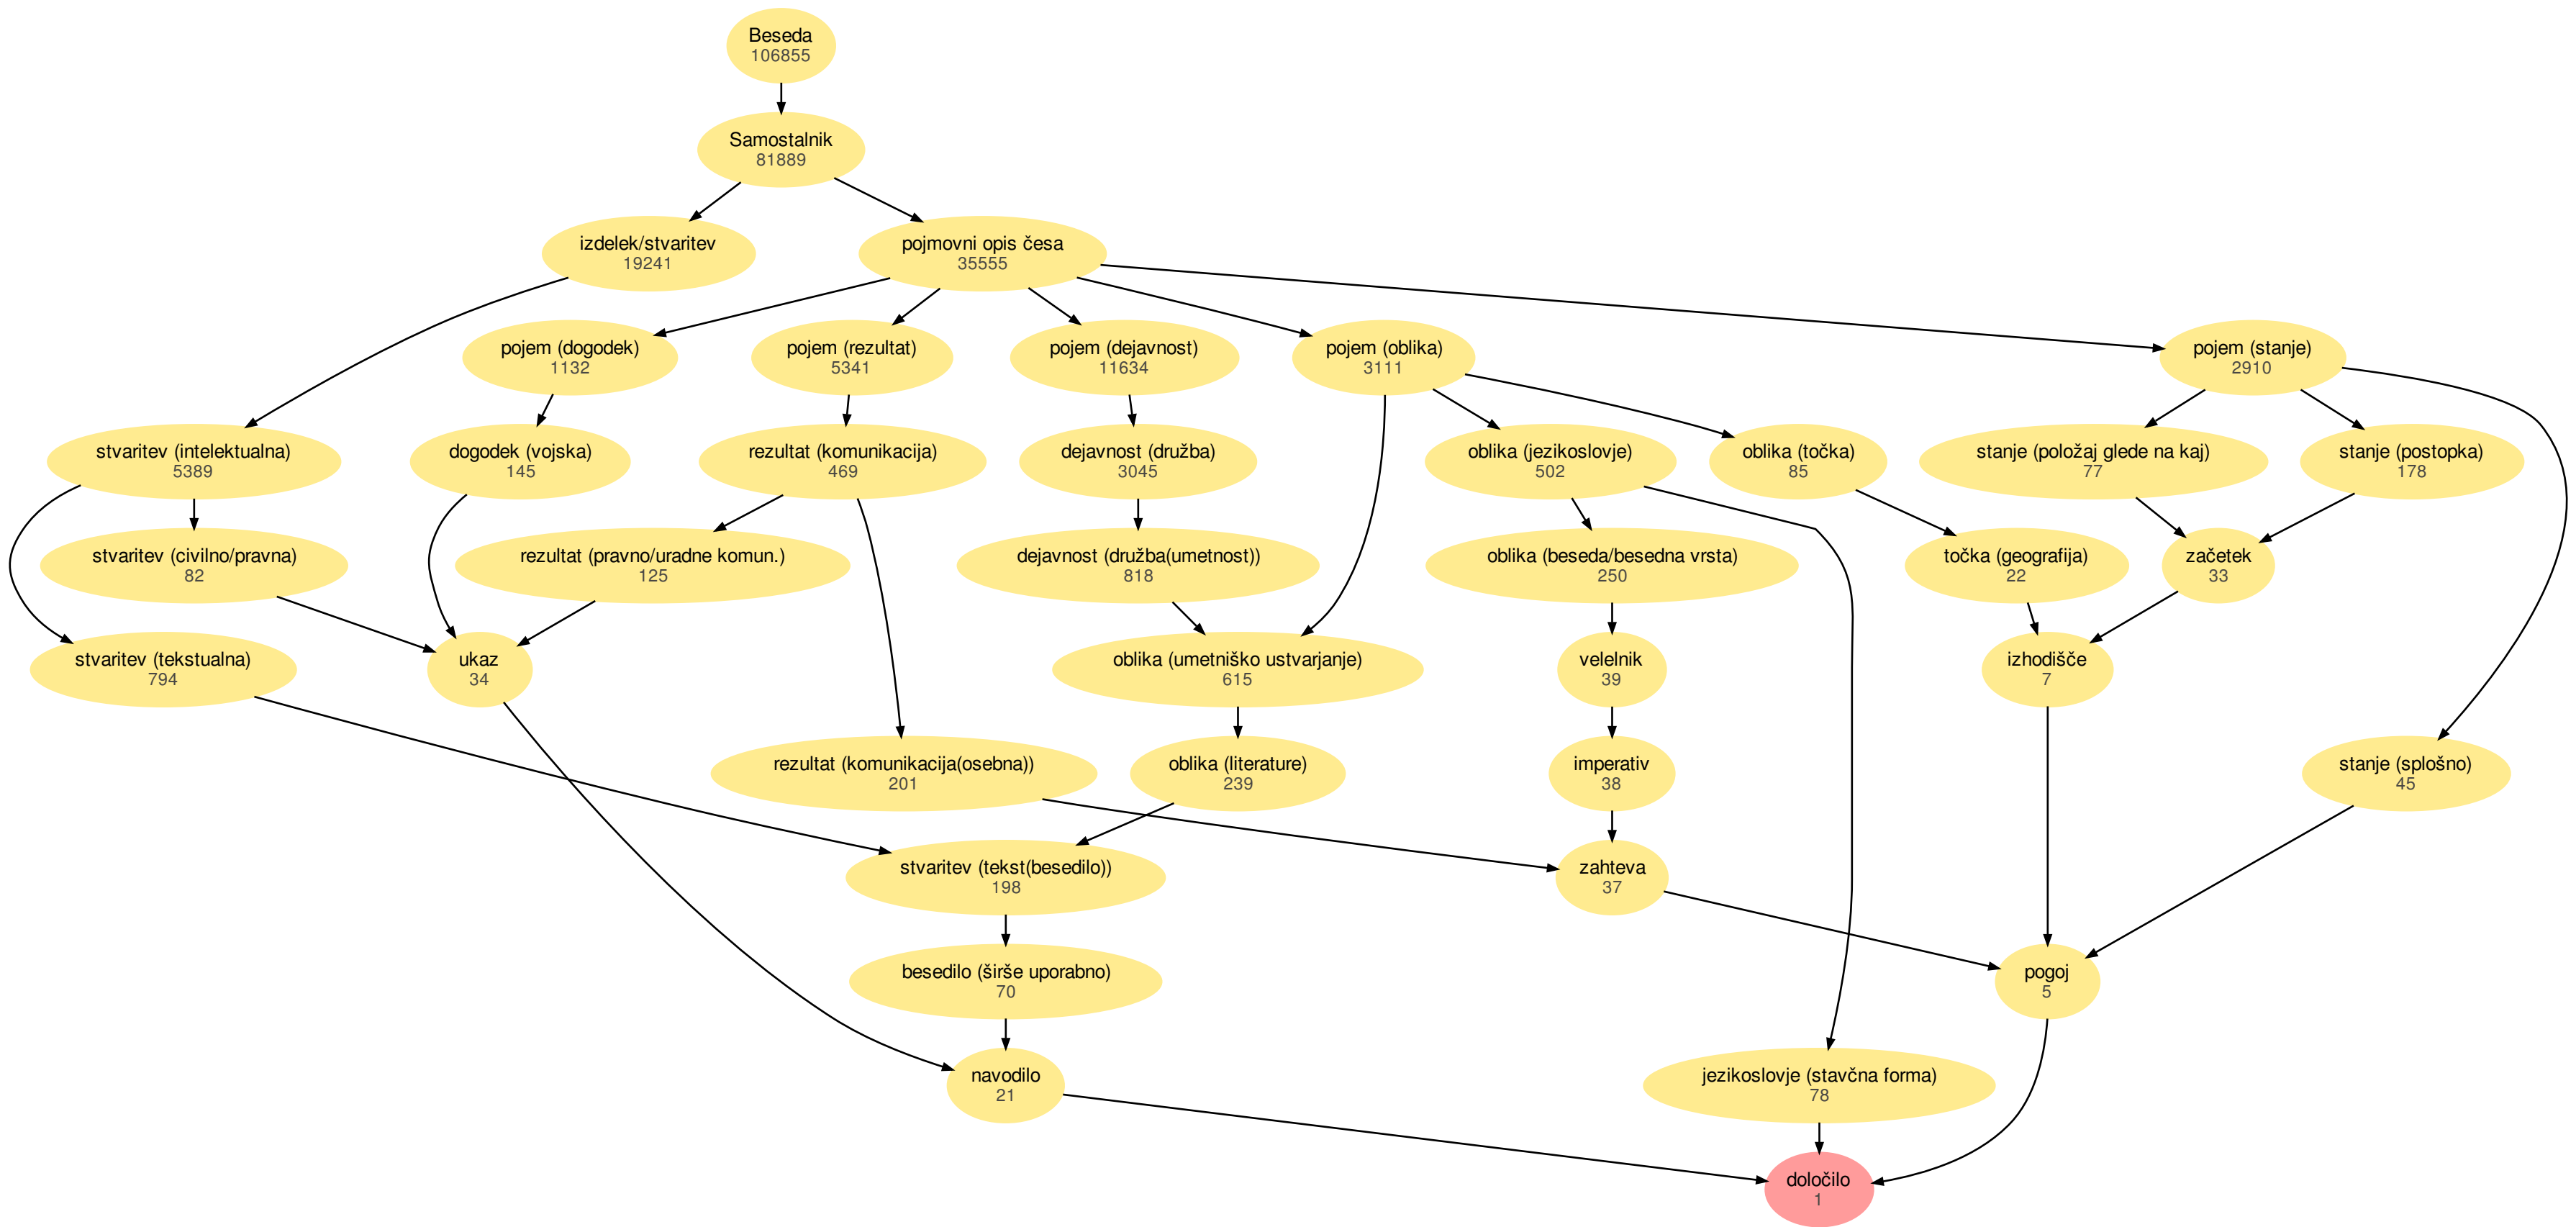 Beseda
106855
Samostalnik
81889
izdelek/stvaritev
19241
pojmovni opis česa
35555
pojem (dogodek)
1132
pojem (rezultat)
5341
pojem (dejavnost)
11634
pojem (oblika)
3111
pojem (stanje)
2910
stvaritev (intelektualna)
5389
dogodek (vojska)
145
rezultat (komunikacija)
469
dejavnost (družba)
3045
oblika (jezikoslovje)
502
oblika (točka)
85
stanje (položaj glede na kaj)
77
stanje (postopka)
178
stvaritev (civilno/pravna)
82
rezultat (pravno/uradne komun.)
125
dejavnost (družba(umetnost))
818
oblika (beseda/besedna vrsta)
250
točka (geografija)
22
začetek
33
stvaritev (tekstualna)
794
ukaz
34
oblika (umetniško ustvarjanje)
615
velelnik
39
izhodišče
7
rezultat (komunikacija(osebna))
201
oblika (literature)
239
imperativ
38
stanje (splošno)
45
stvaritev (tekst(besedilo))
198
zahteva
37
besedilo (širše uporabno)
70
pogoj
5
navodilo
21
jezikoslovje (stavčna forma)
78
določilo
1